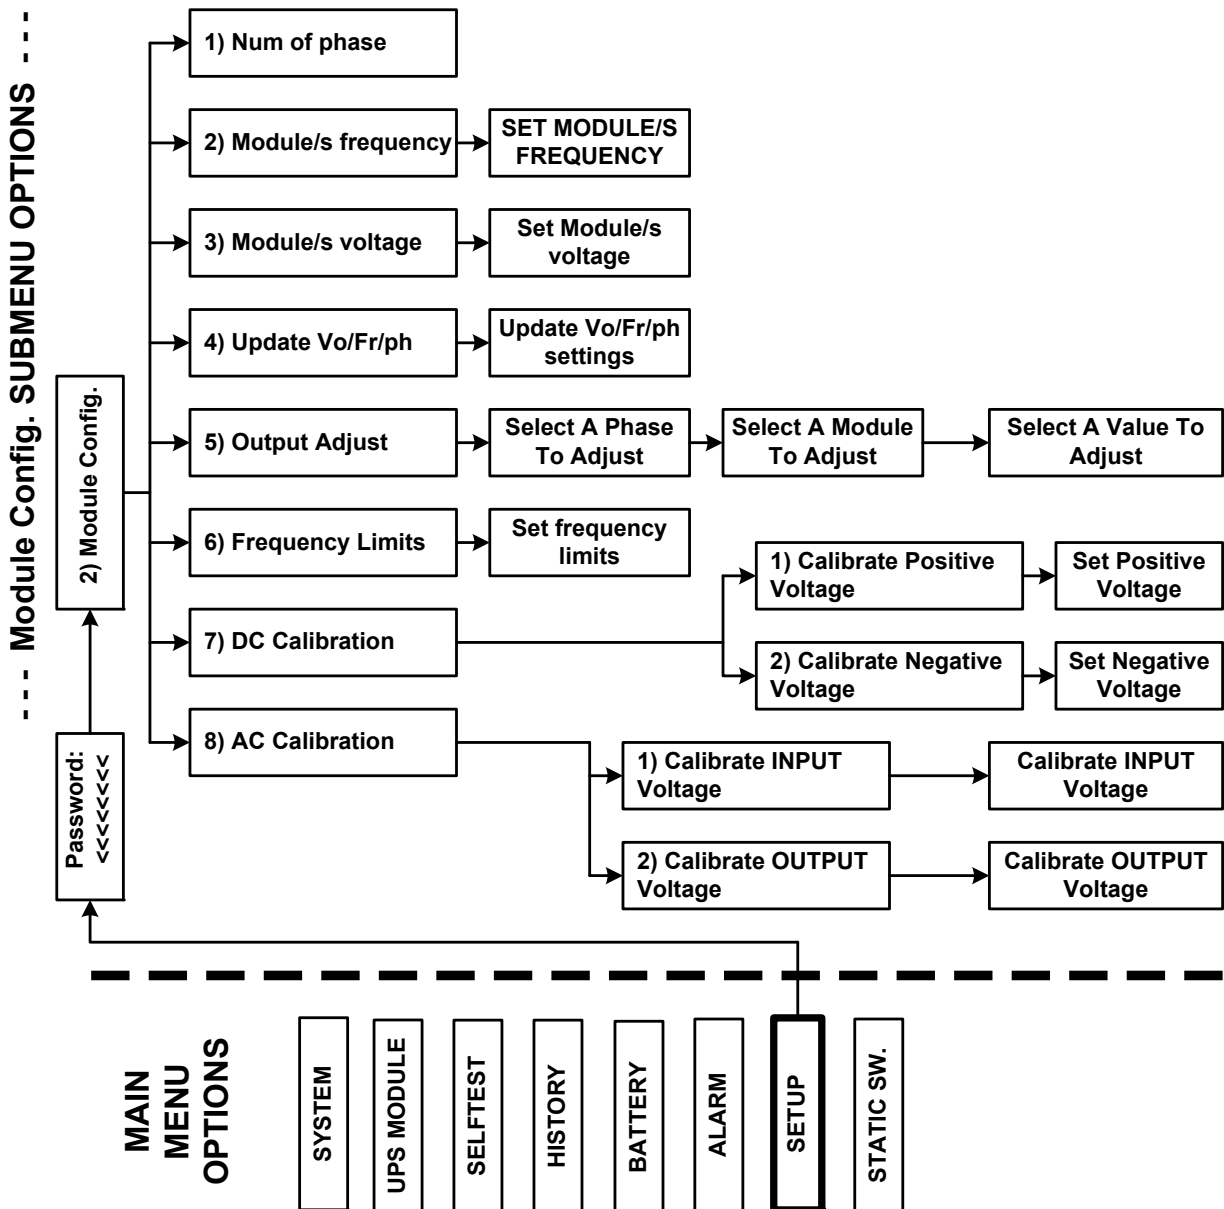 --- Module Config. SUBMENU OPTIONS ---
1) Num of phase
2) Module/s frequency
SET MODULE/S
FREQUENCY
3) Module/s voltage
Set Module/s
voltage
4) Update Vo/Fr/ph
Update Vo/Fr/ph
settings
2) Module Config.
5) Output Adjust
Select A Phase
To Adjust
Select A Module
To Adjust
Select A Value To
Adjust
6) Frequency Limits
Set frequency
limits
7) DC Calibration
1) Calibrate Positive
Voltage
Set Positive
Voltage
2) Calibrate Negative
Voltage
Set Negative
Voltage
8) AC Calibration
1) Calibrate INPUT
Voltage
Calibrate INPUT
Voltage
2) Calibrate OUTPUT
Voltage
Calibrate OUTPUT
Voltage
Password:
<<<<<<<<
MAIN
MENU
OPTIONS
SYSTEM
UPS MODULE
SELFTEST
HISTORY
BATTERY
ALARM
SETUP
STATIC SW.